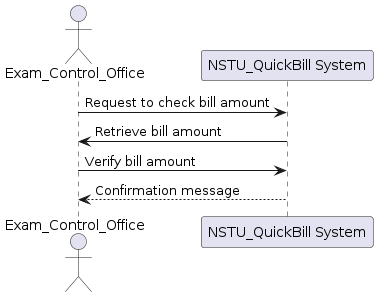 Exam_Control_Office
NSTU_QuickBill System
Request to check bill amount
Retrieve bill amount
Verify bill amount
Confirmation message
Exam_Control_Office
NSTU_QuickBill System